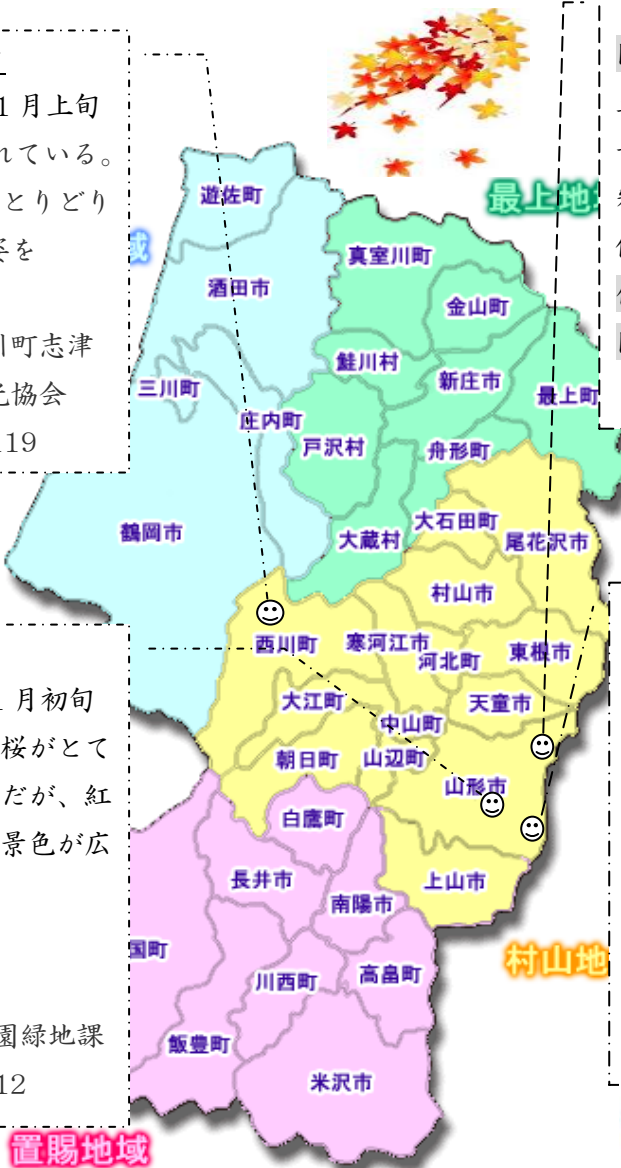 1月上旬
れている。
とりどり
姿を
川町志津
光協会
119
域
最上地
遊佐町
真室川町
酒田市
金山町
鮭川村
新庄市
三川町
最上町
庄内町
戸沢村
舟形町
大石田町
鶴岡市
大蔵村
尾花沢市
村山市
西川町
寒河江市
東根市
河北町
大江町
天童市
中山町
朝日町
山辺町
山形市
白鷹町
上山市
長井市
南陽市
国町
川西町
高畠町
飯豊町
米沢市
村山地
月初旬
桜がとて
だが、紅
景色が広
園緑地課
12
置賜地域